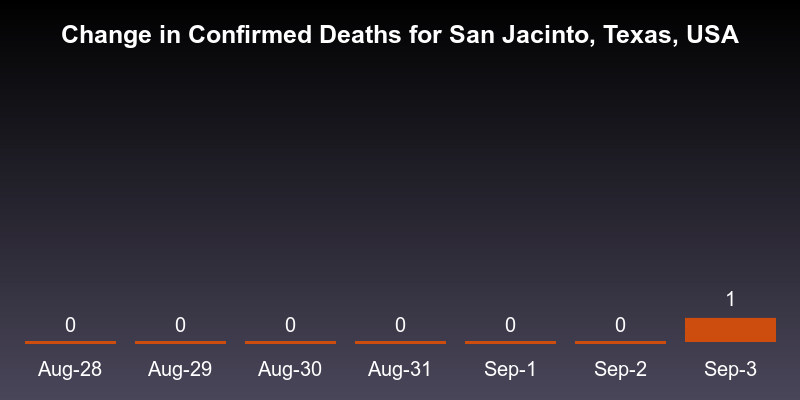 Change in Confirmed Deaths for San Jacinto, Texas, USA
0 0 0 0 0 0 1
Aug-28 Aug-29 Aug-30 Aug-31 Sep-1 Sep-2 Sep-3